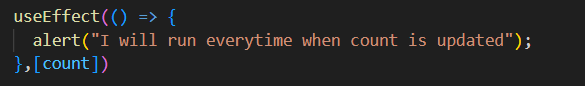 useEffect(() => {
  alert("I will run everytime when count is updated");
},[count])